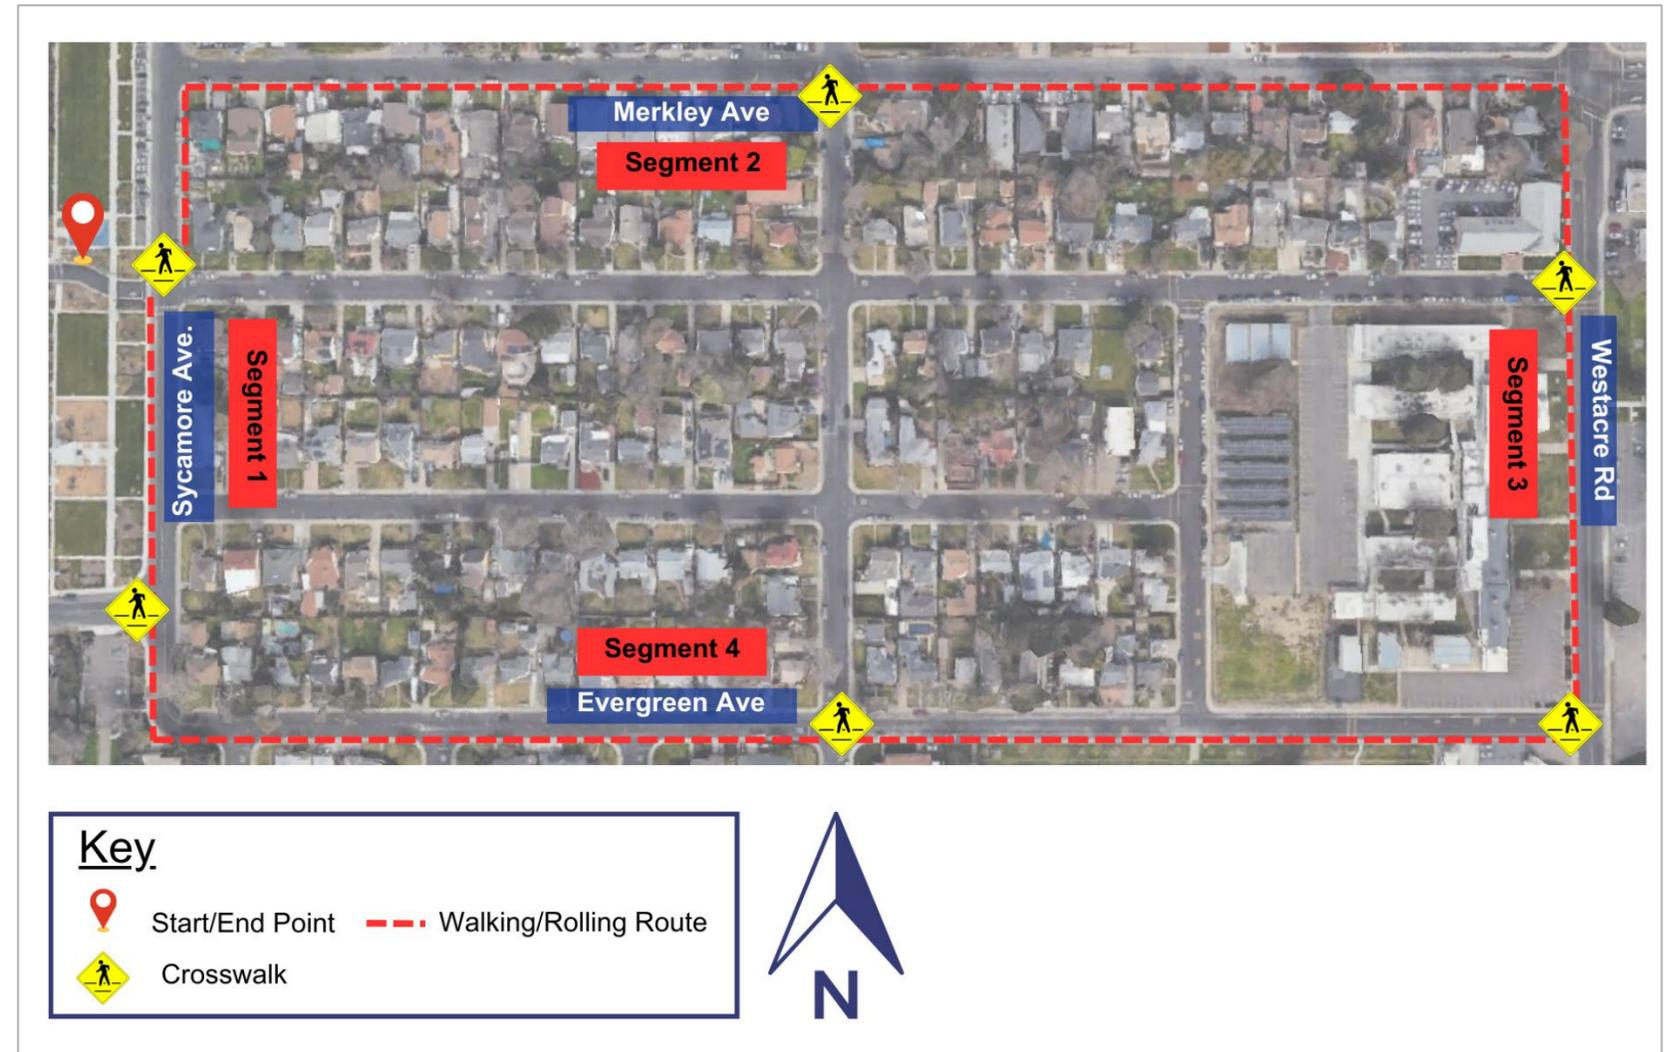 Merkley Ave
Segment 2
Sycamore Ave.
Segment 1
Segment 3
Westacre Rd
Segment 4
Evergreen Ave
Key
Start/End Point
Walking/Rolling Route
Crosswalk
N